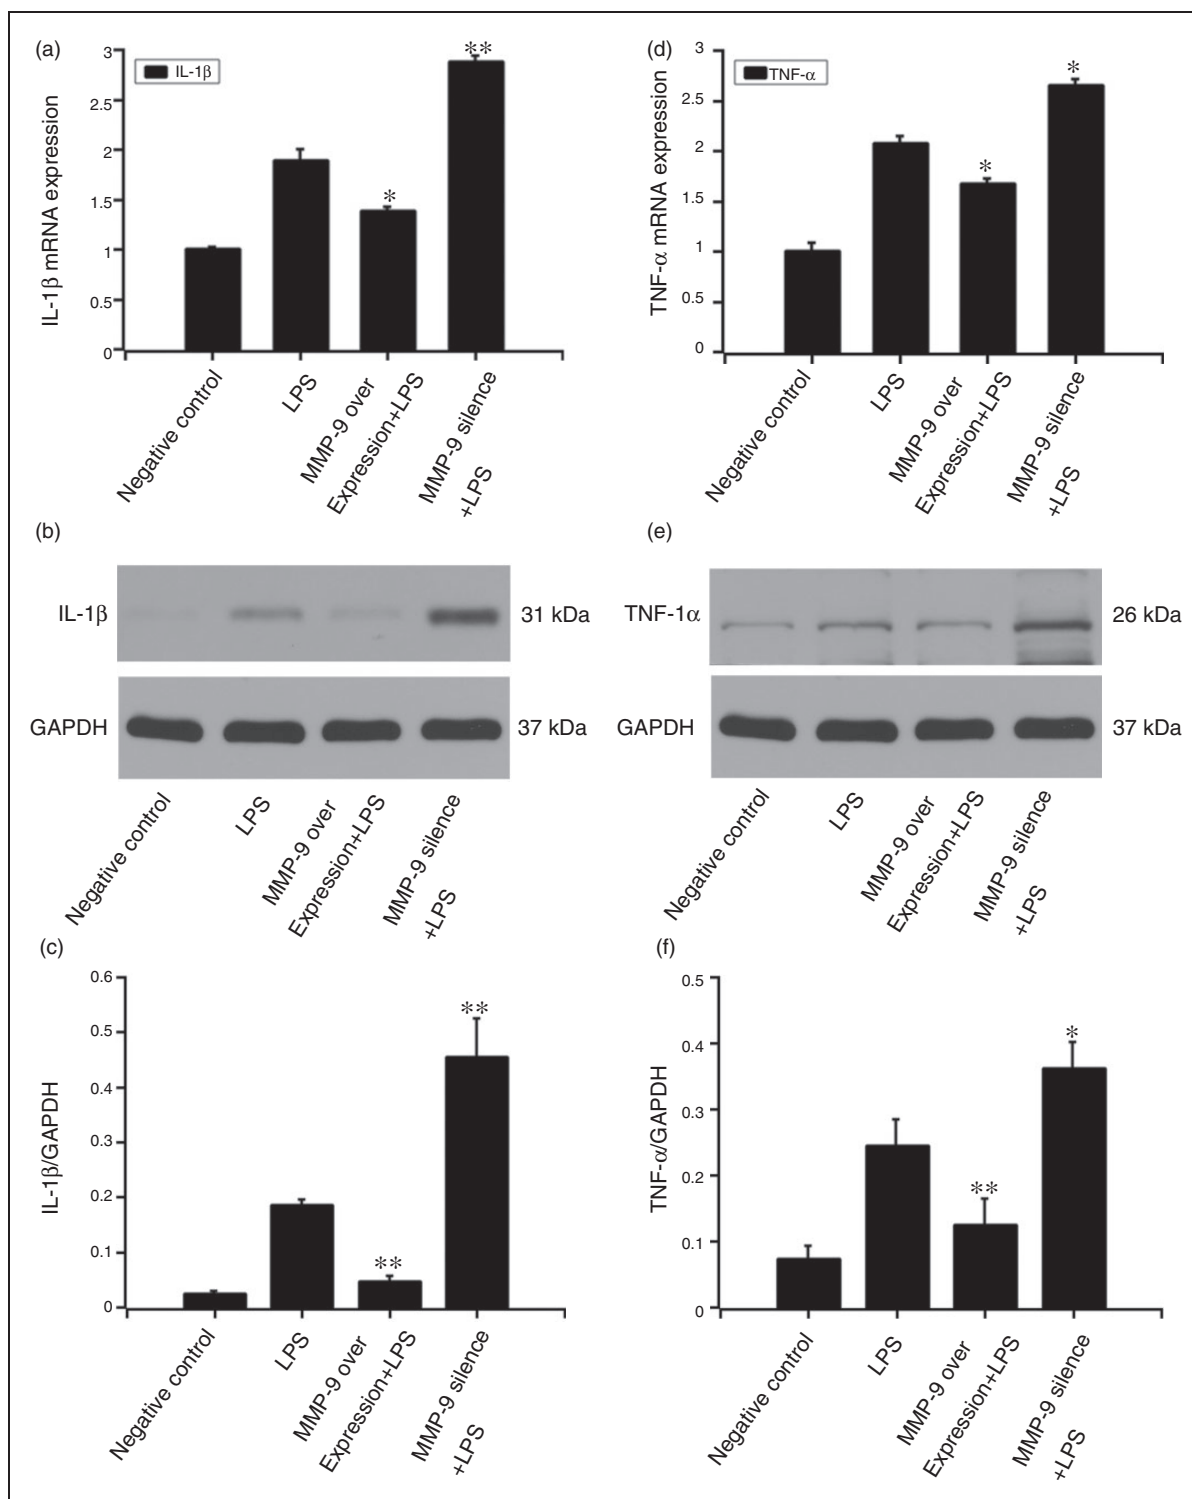 (a)
3
2.5
2
1.5
1
0.5
0
IL-1β mRNA expression
IL-1β
**
*
Negative control
LPS
MMP-9 over
Expression+LPS
MMP-9 silence
+LPS
(d)
3
2.5
2
1.5
1
0.5
0
TNF-α mRNA expression
TNF-α
*
*
Negative control
LPS
MMP-9 over
Expression+LPS
MMP-9 silence
+LPS
(b)
IL-1β
31 kDa
GAPDH
37 kDa
Negative control
LPS
MMP-9 over
Expression+LPS
MMP-9 silence
+LPS
(e)
TNF-1α
26 kDa
GAPDH
37 kDa
Negative control
LPS
MMP-9 over
Expression+LPS
MMP-9 silence
+LPS
(c)
0.6
0.5
0.4
0.3
0.2
0.1
0
IL-1β/GAPDH
**
**
Negative control
LPS
MMP-9 over
Expression+LPS
MMP-9 silence
+LPS
(f)
0.5
0.4
0.3
0.2
0.1
0
TNF-α/GAPDH
*
**
Negative control
LPS
MMP-9 over
Expression+LPS
MMP-9 silence
+LPS